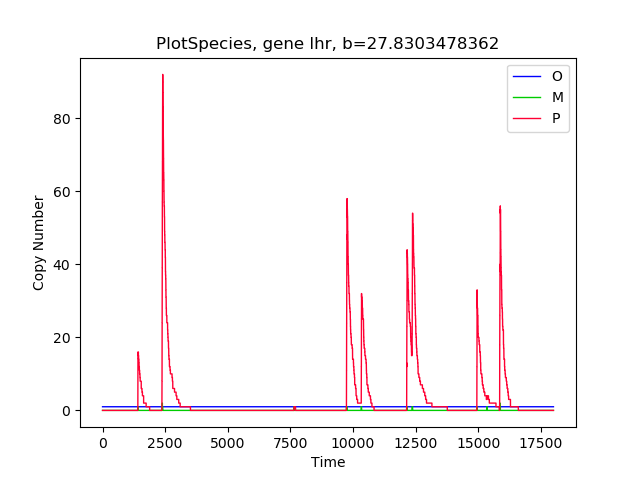 PlotSpecies, gene lhr, b=27.8303478362
O
M
P
Copy Number
80
60
40
20
0
0 2500 5000 7500 10000 12500 15000 17500
Time